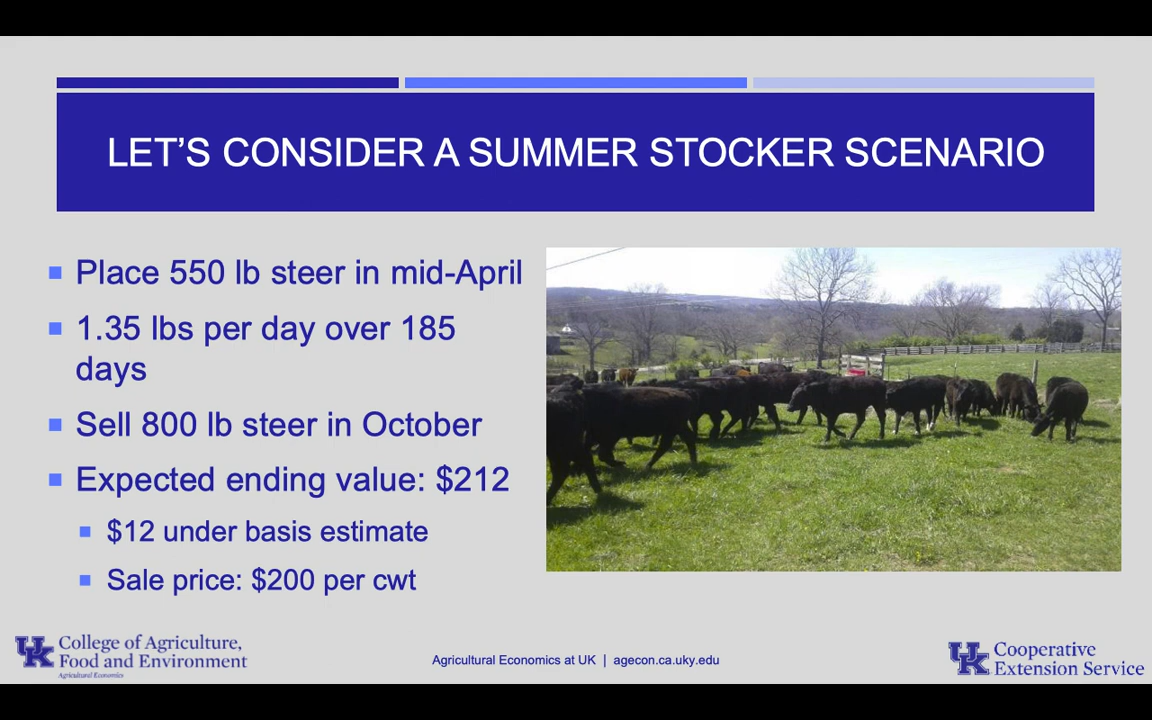 LET'S CONSIDER A SUMMER STOCKER SCENARIO
Place 550 lb steer in mid-April
1.35 lbs per day over 185
days
Sell 800 lb steer in October
Expected ending value: $212
$12 under basis estimate
Sale price: $200 per cwt
UK College of Agriculture,
Food and Environment
Agricultural Economics
Agricultural Economics at UK | agecon.ca.uky.edu
UK Cooperative
Extension Service